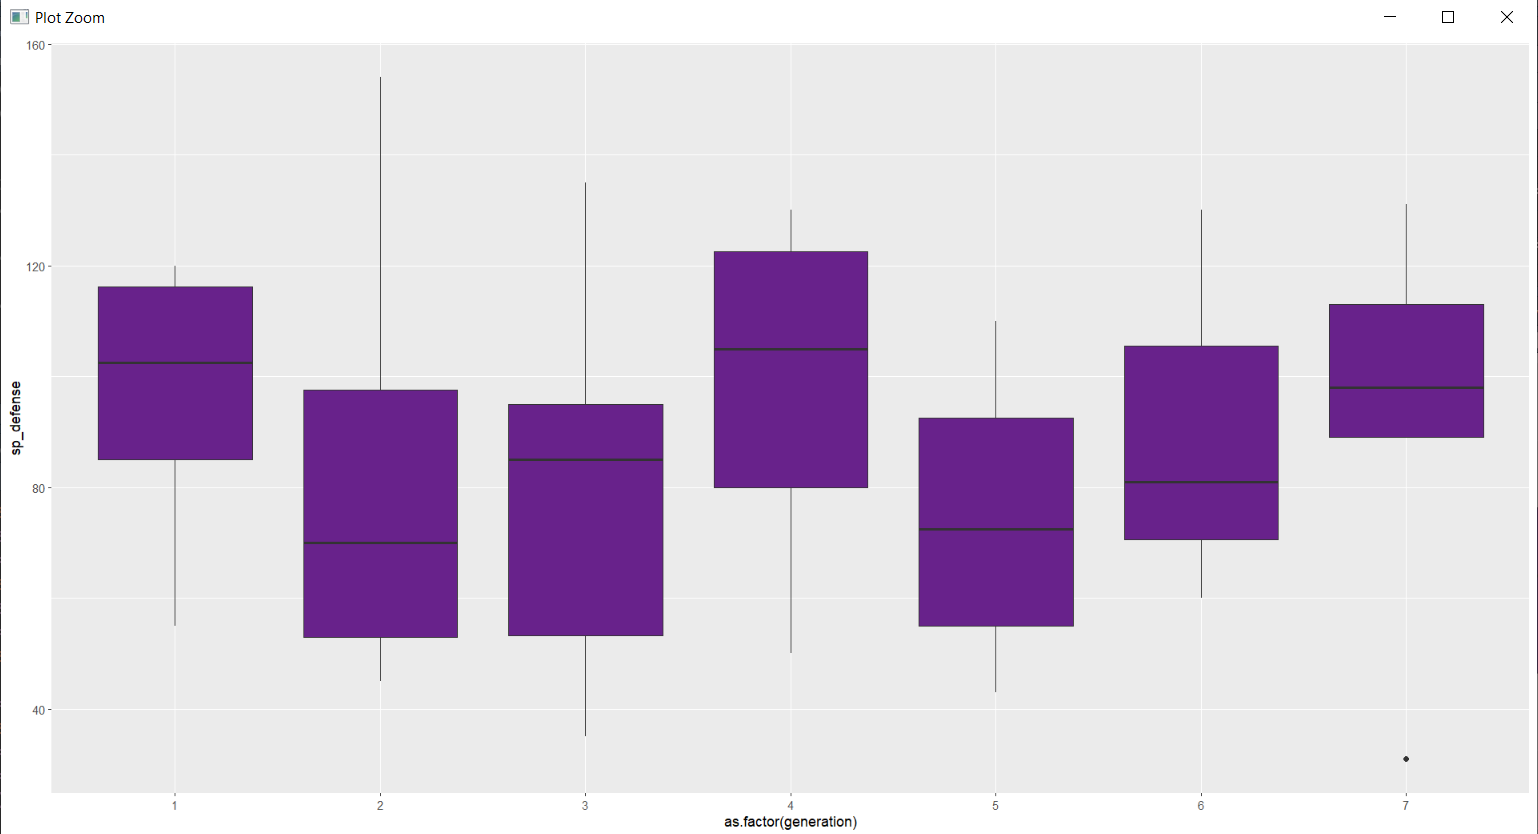 Plot Zoom
160
120
80
40
sp_defense
1 2 3 4 5 6 7
as.factor(generation)